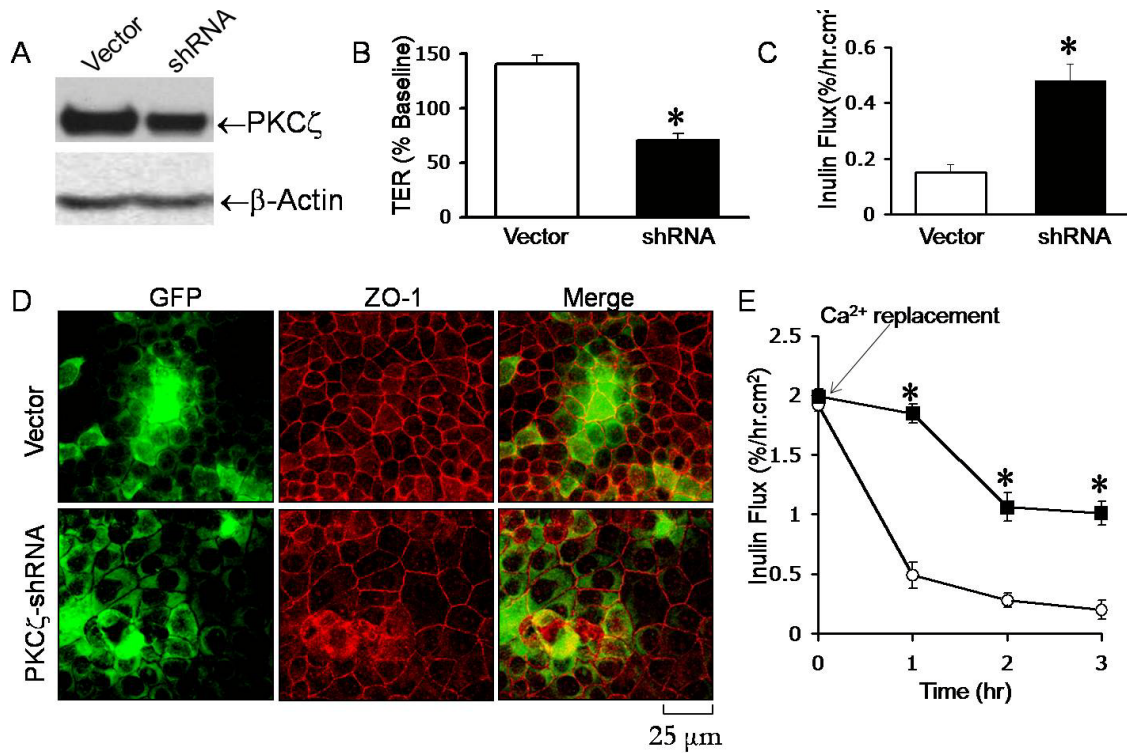 A
Vector
shRNA
←PKCζ
←β-Actin
B
TER (% Baseline)
150
100
50
0
Vector
shRNA
*
C
Inulin Flux(%/hr.cm²)
0.6
0.4
0.2
0
Vector
shRNA
*
D
GFP
ZO-1
Merge
Vector
PKCζ-shRNA
25 μm
E
Ca²⁺ replacement
Inulin Flux (%/hr.cm²)
2.5
2
1.5
1
0.5
0
*
*
*
0
1
2
3
Time (hr)